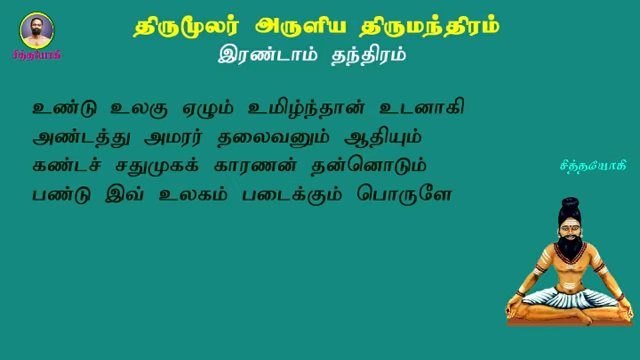 திருமூலர் அருளிய திருமந்திரம்
இரண்டாம் தந்திரம்
சித்தயோகி
உண்டு உலகு ஏழும் உமிழ்ந்தான் உடனாகி
அண்டத்து அமரர் தலைவனும் ஆதியும்
கண்டச் சதுமுகக் காரணன் தன்னொடும்
பண்டு இவ் உலகம் படைக்கும் பொருளே
சித்தயோகி